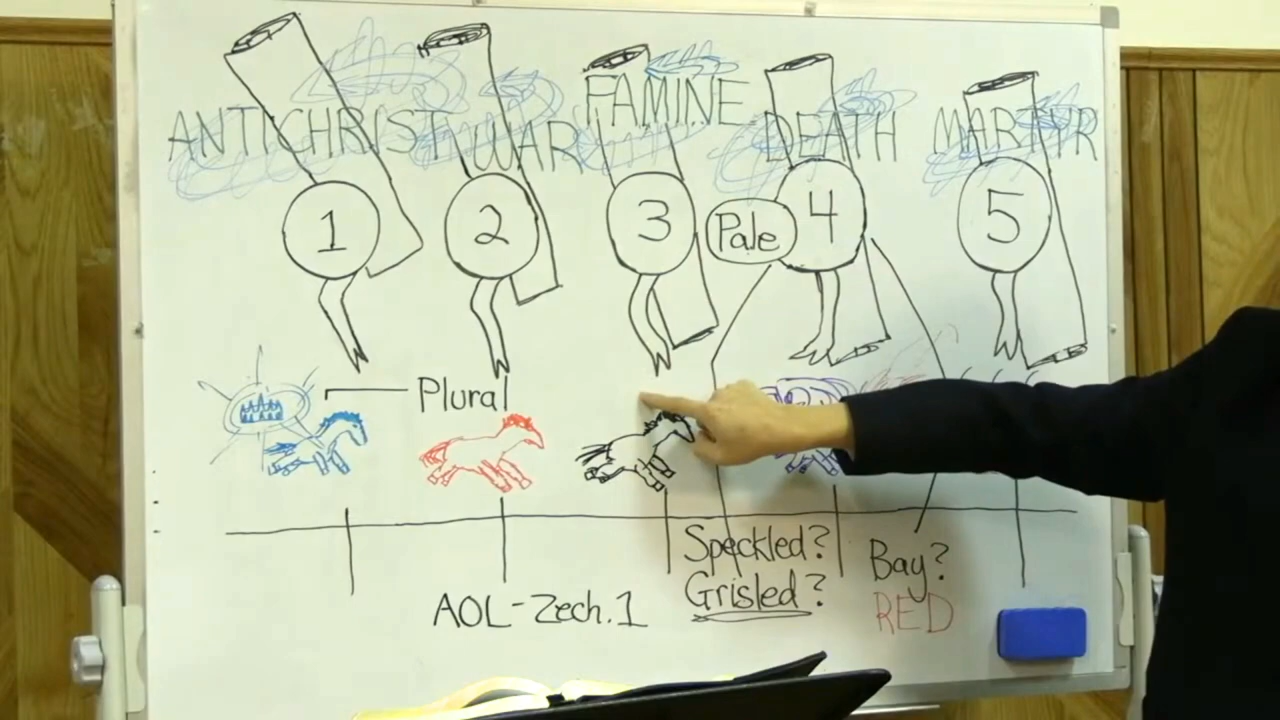 ANTICHRIST WAR FAMINE DEATH MARTYR
1 2 3 Pale 4 5
Plural
Speckled? Bay?
Grisled? RED
AOL-Zech. 1